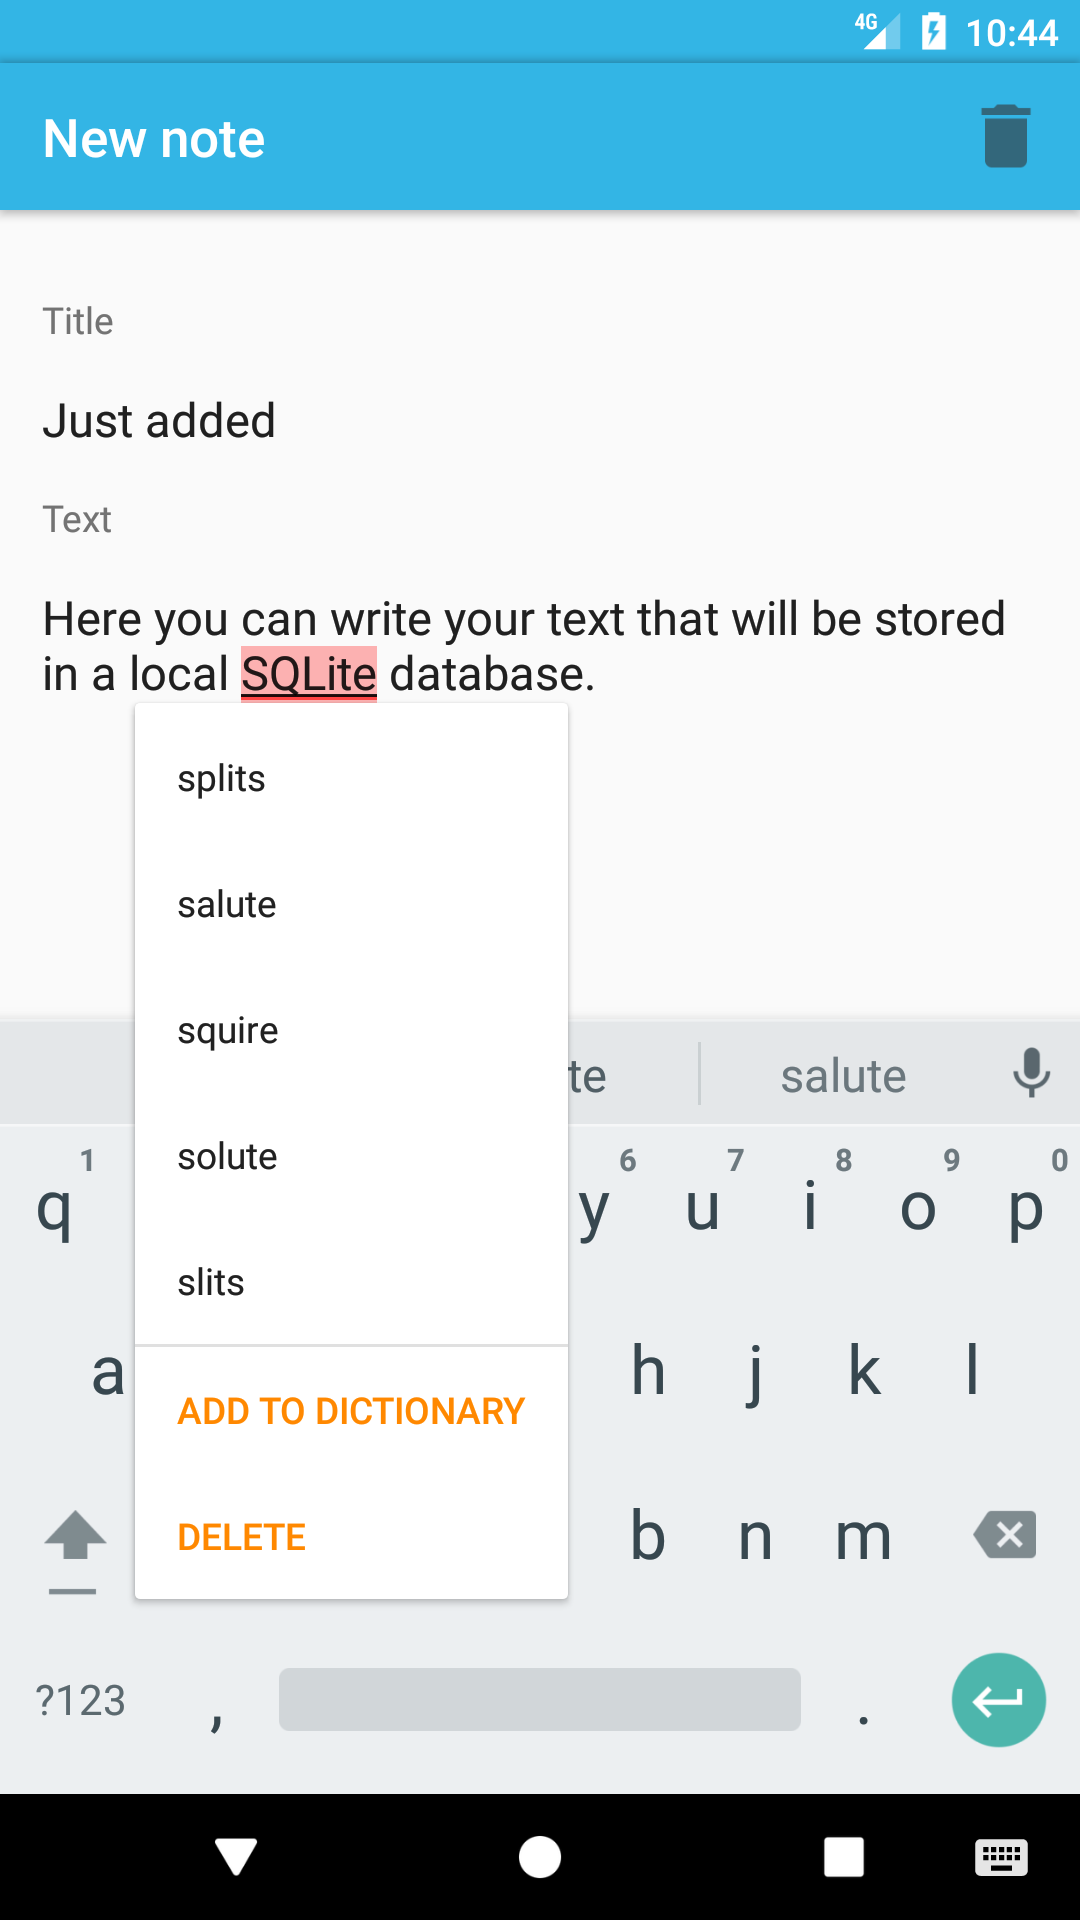 4G 10:44
New note
Title
Just added
Text
Here you can write your text that will be stored
in a local SQLite database.
splits
salute
squire
solute
slits
ADD TO DICTIONARY
DELETE
te salute
1 6 7 8 9 0
q y u i o p
a h j k l
b n m
?123 , .